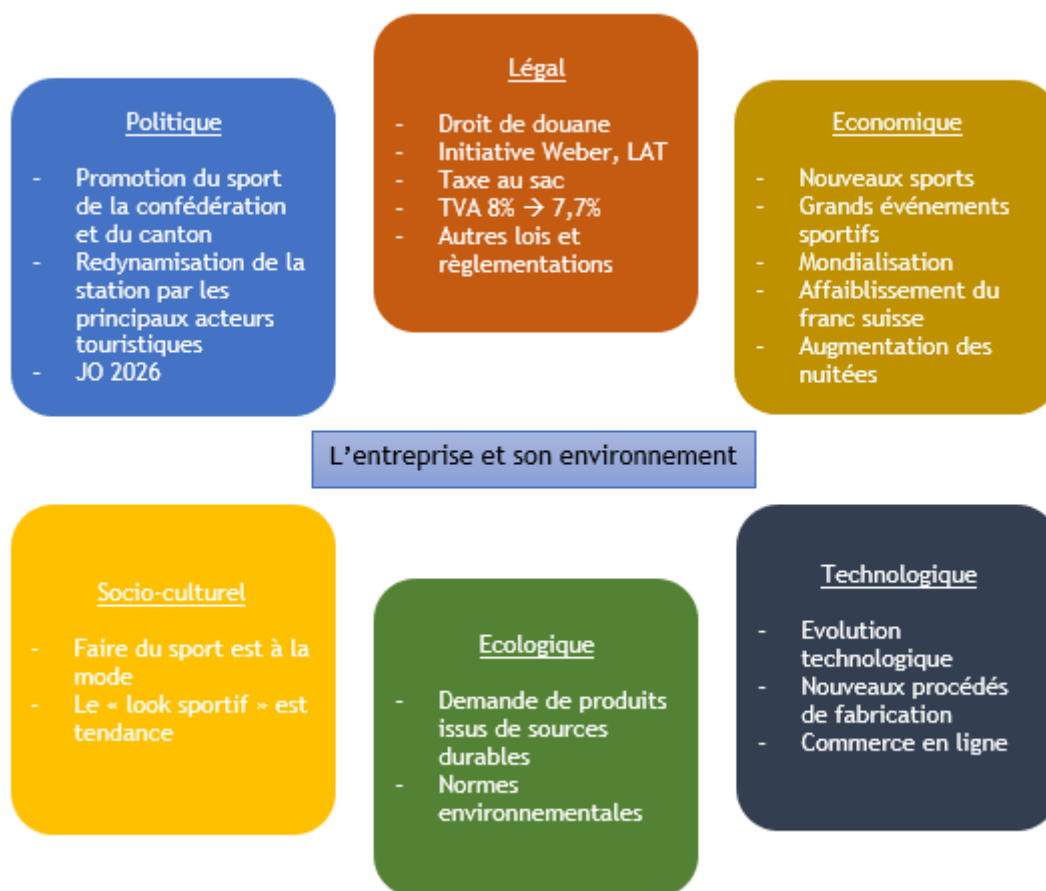 Politique
- Promotion du sport
de la confédération
et du canton
- Redynamisation de la
station par les
principaux acteurs
touristiques
- JO 2026
Légal
- Droit de douane
- Initiative Weber, LAT
- Taxe au sac
- TVA 8% → 7,7%
- Autres lois et
règlementations
Economique
- Nouveaux sports
- Grands événements
sportifs
- Mondialisation
- Affaiblissement du
franc suisse
- Augmentation des
nuitées
L'entreprise et son environnement
Socio-culturel
- Faire du sport est à la
mode
- Le « look sportif » est
tendance
Ecologique
- Demande de produits
issus de sources
durables
- Normes
environnementales
Technologique
- Evolution
technologique
- Nouveaux procédés
de fabrication
- Commerce en ligne